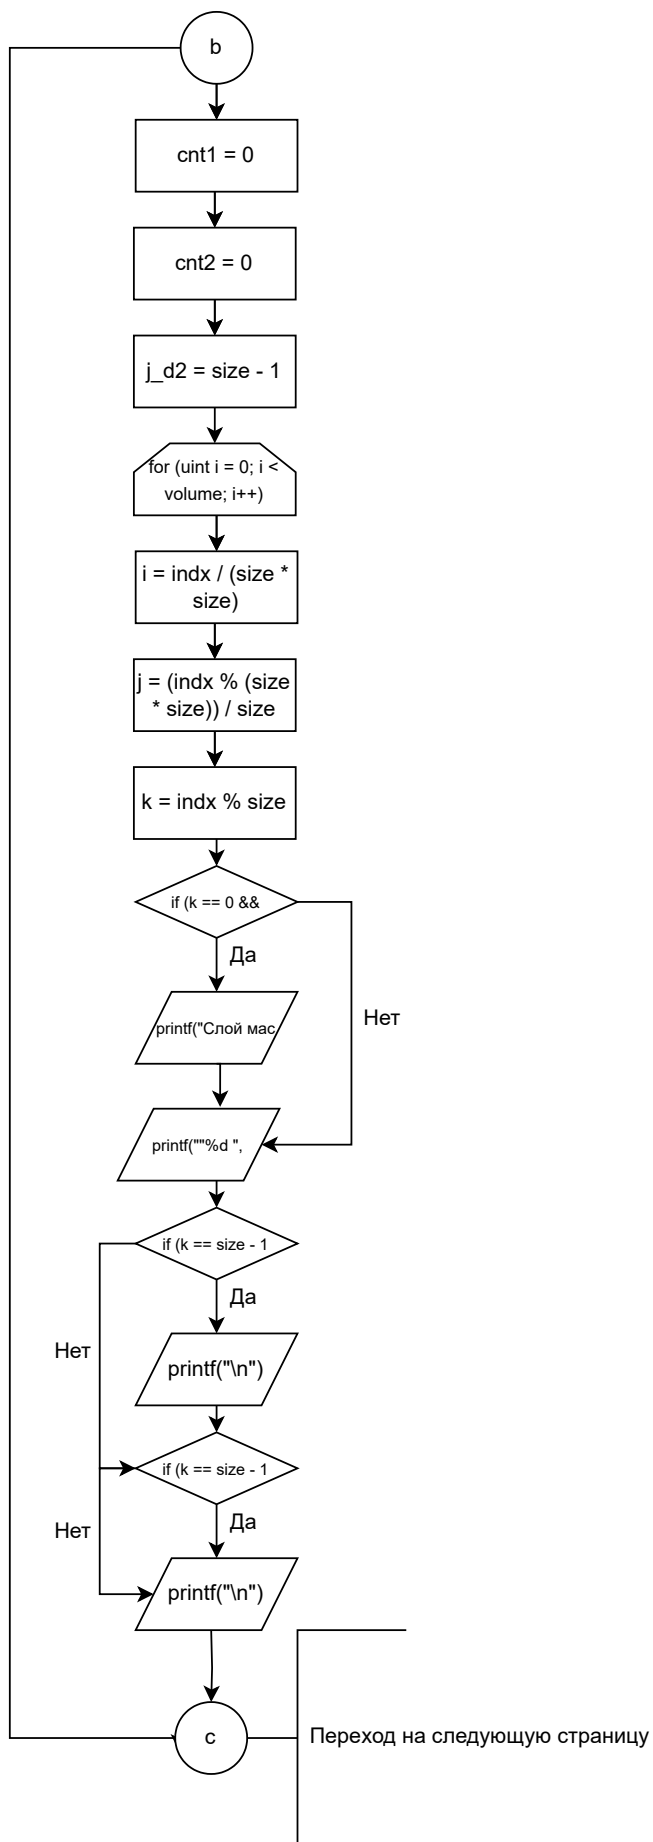 b
cnt1 = 0
cnt2 = 0
j_d2 = size - 1
for (uint i = 0; i <
volume; i++)
i = indx / (size *
size)
j = (indx % (size
* size)) / size
k = indx % size
if (k == 0 &&
Да
printf("Слой мас
Нет
printf(""%d ",
if (k == size - 1
Да
Нет
printf("\n")
if (k == size - 1
Да
Нет
printf("\n")
c
Переход на следующую страницу